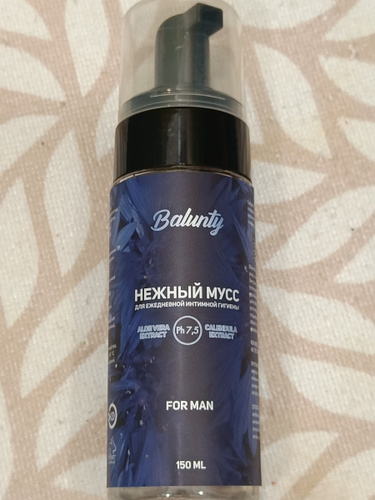 Balunty
НЕЖНЫЙ МУСС
ДЛЯ ЕЖЕДНЕВНОЙ ИНТИМНОЙ ГИГИЕНЫ
ALOE VERA EXTRACT
Ph 7,5
CALENDULA EXTRACT
FOR MAN
150 ML